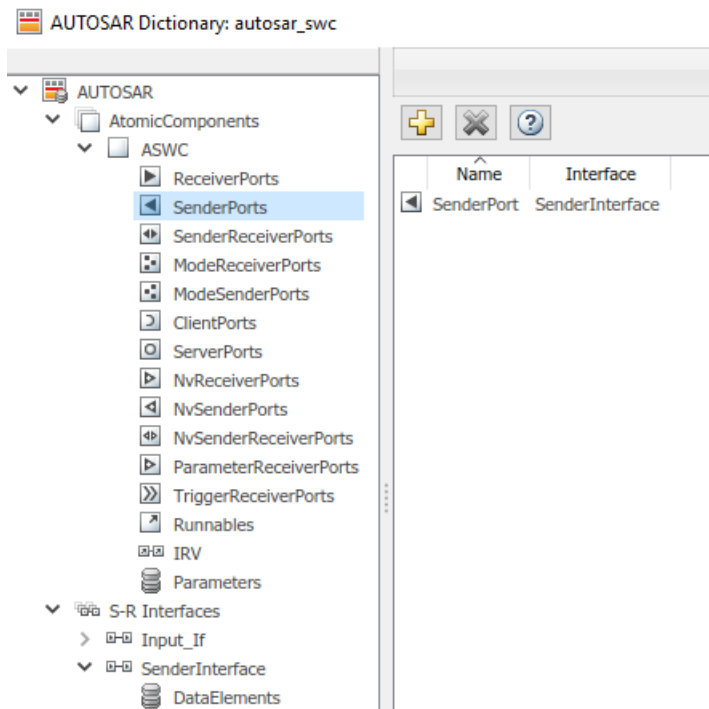 AUTOSAR Dictionary: autosar_swc
AUTOSAR
AtomicComponents
ASWC
ReceiverPorts
SenderPorts
SenderReceiverPorts
ModeReceiverPorts
ModeSenderPorts
ClientPorts
ServerPorts
NvReceiverPorts
NvSenderPorts
NvSenderReceiverPorts
ParameterReceiverPorts
TriggerReceiverPorts
Runnables
IRV
Parameters
S-R Interfaces
Input_If
SenderInterface
DataElements
Name Interface
SenderPort SenderInterface